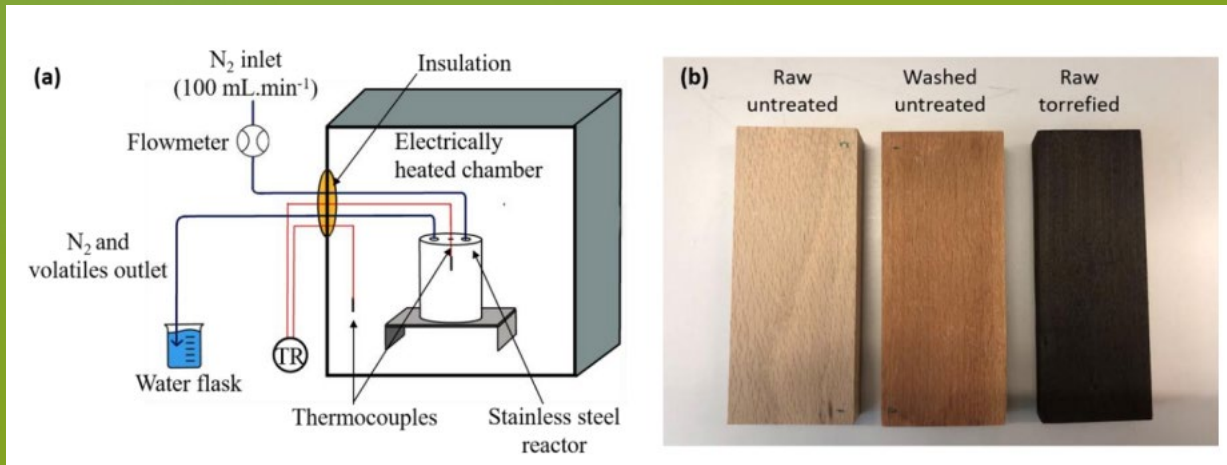 (a)
N₂ inlet
(100 mL.min⁻¹)
Flowmeter
Insulation
Electrically
heated chamber
N₂ and
volatiles outlet
TR
Water flask
Thermocouples
Stainless steel
reactor
(b)
Raw
untreated
Washed
untreated
Raw
torrefied